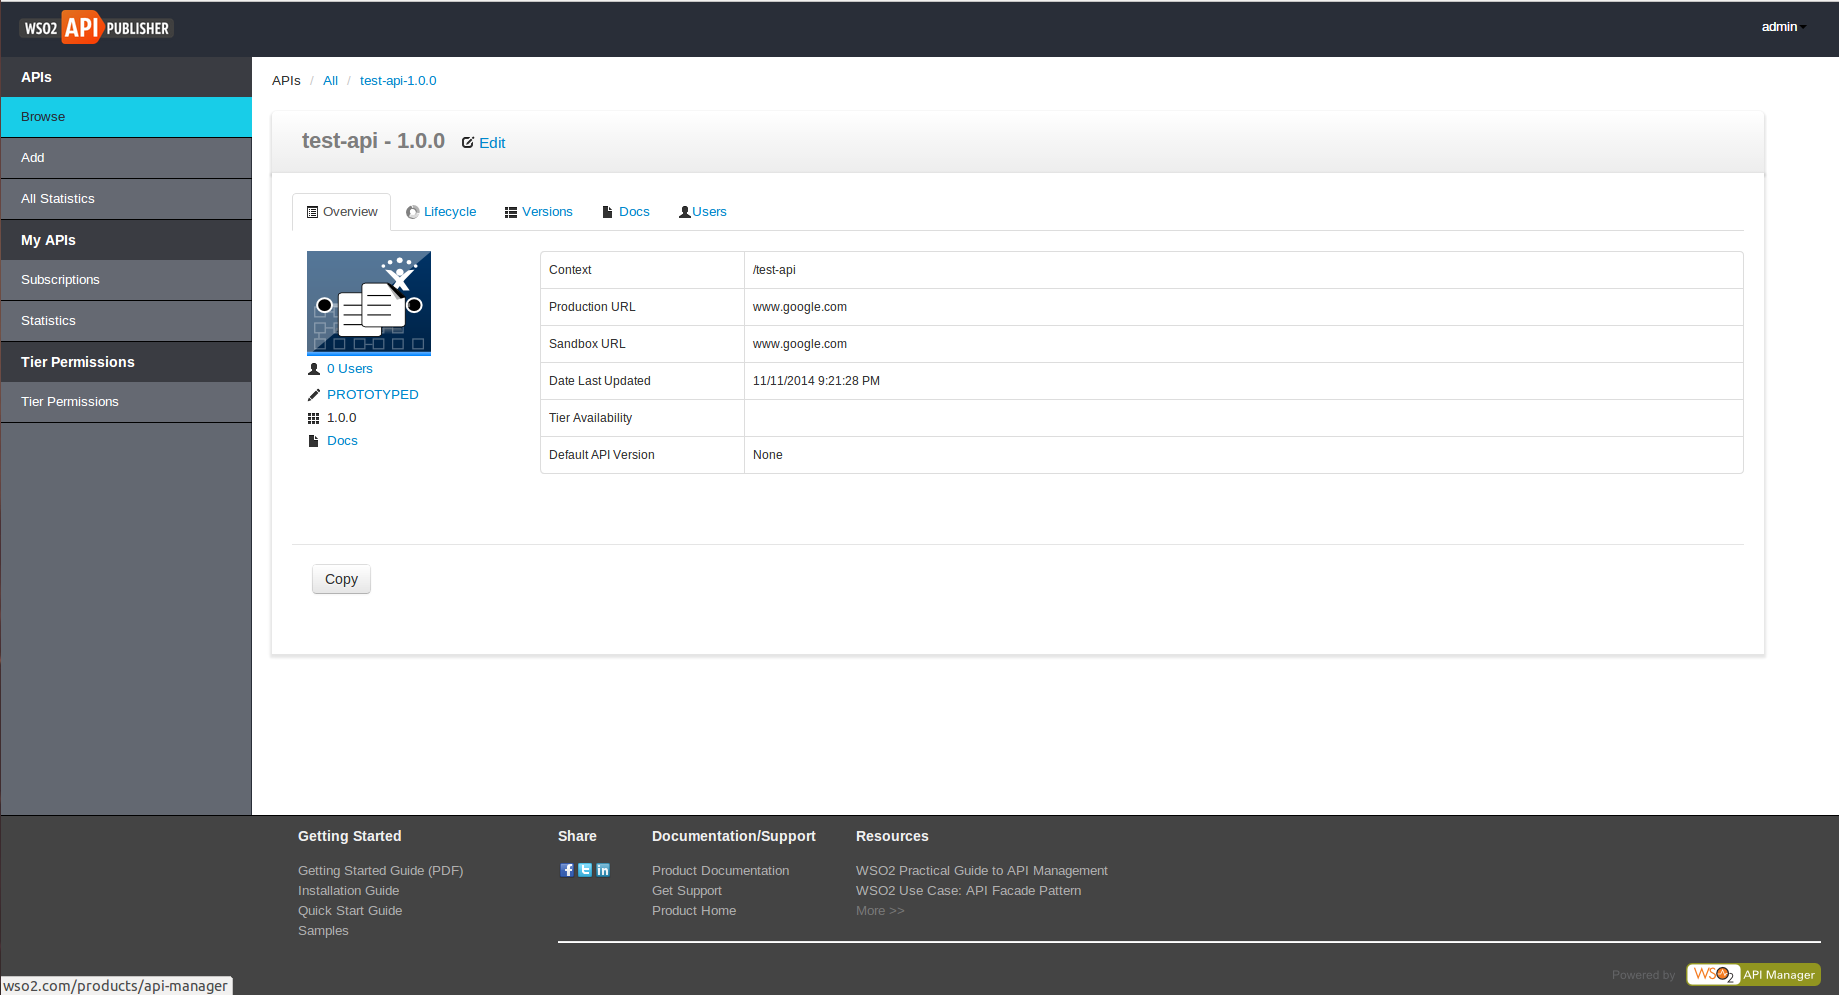 WSO2 API PUBLISHER
admin
APIs
Browse
Add
All Statistics
My APIs
Subscriptions
Statistics
Tier Permissions
Tier Permissions
APIs / All / test-api-1.0.0
test-api - 1.0.0 Edit
Overview Lifecycle Versions Docs Users
0 Users
PROTOTYPED
1.0.0
Docs
Context /test-api
Production URL www.google.com
Sandbox URL www.google.com
Date Last Updated 11/11/2014 9:21:28 PM
Tier Availability
Default API Version None
Copy
Getting Started
Getting Started Guide (PDF)
Installation Guide
Quick Start Guide
Samples
Share
Documentation/Support
Product Documentation
Get Support
Product Home
Resources
WSO2 Practical Guide to API Management
WSO2 Use Case: API Facade Pattern
More >>
Powered by WSO2 API Manager
wso2.com/products/api-manager